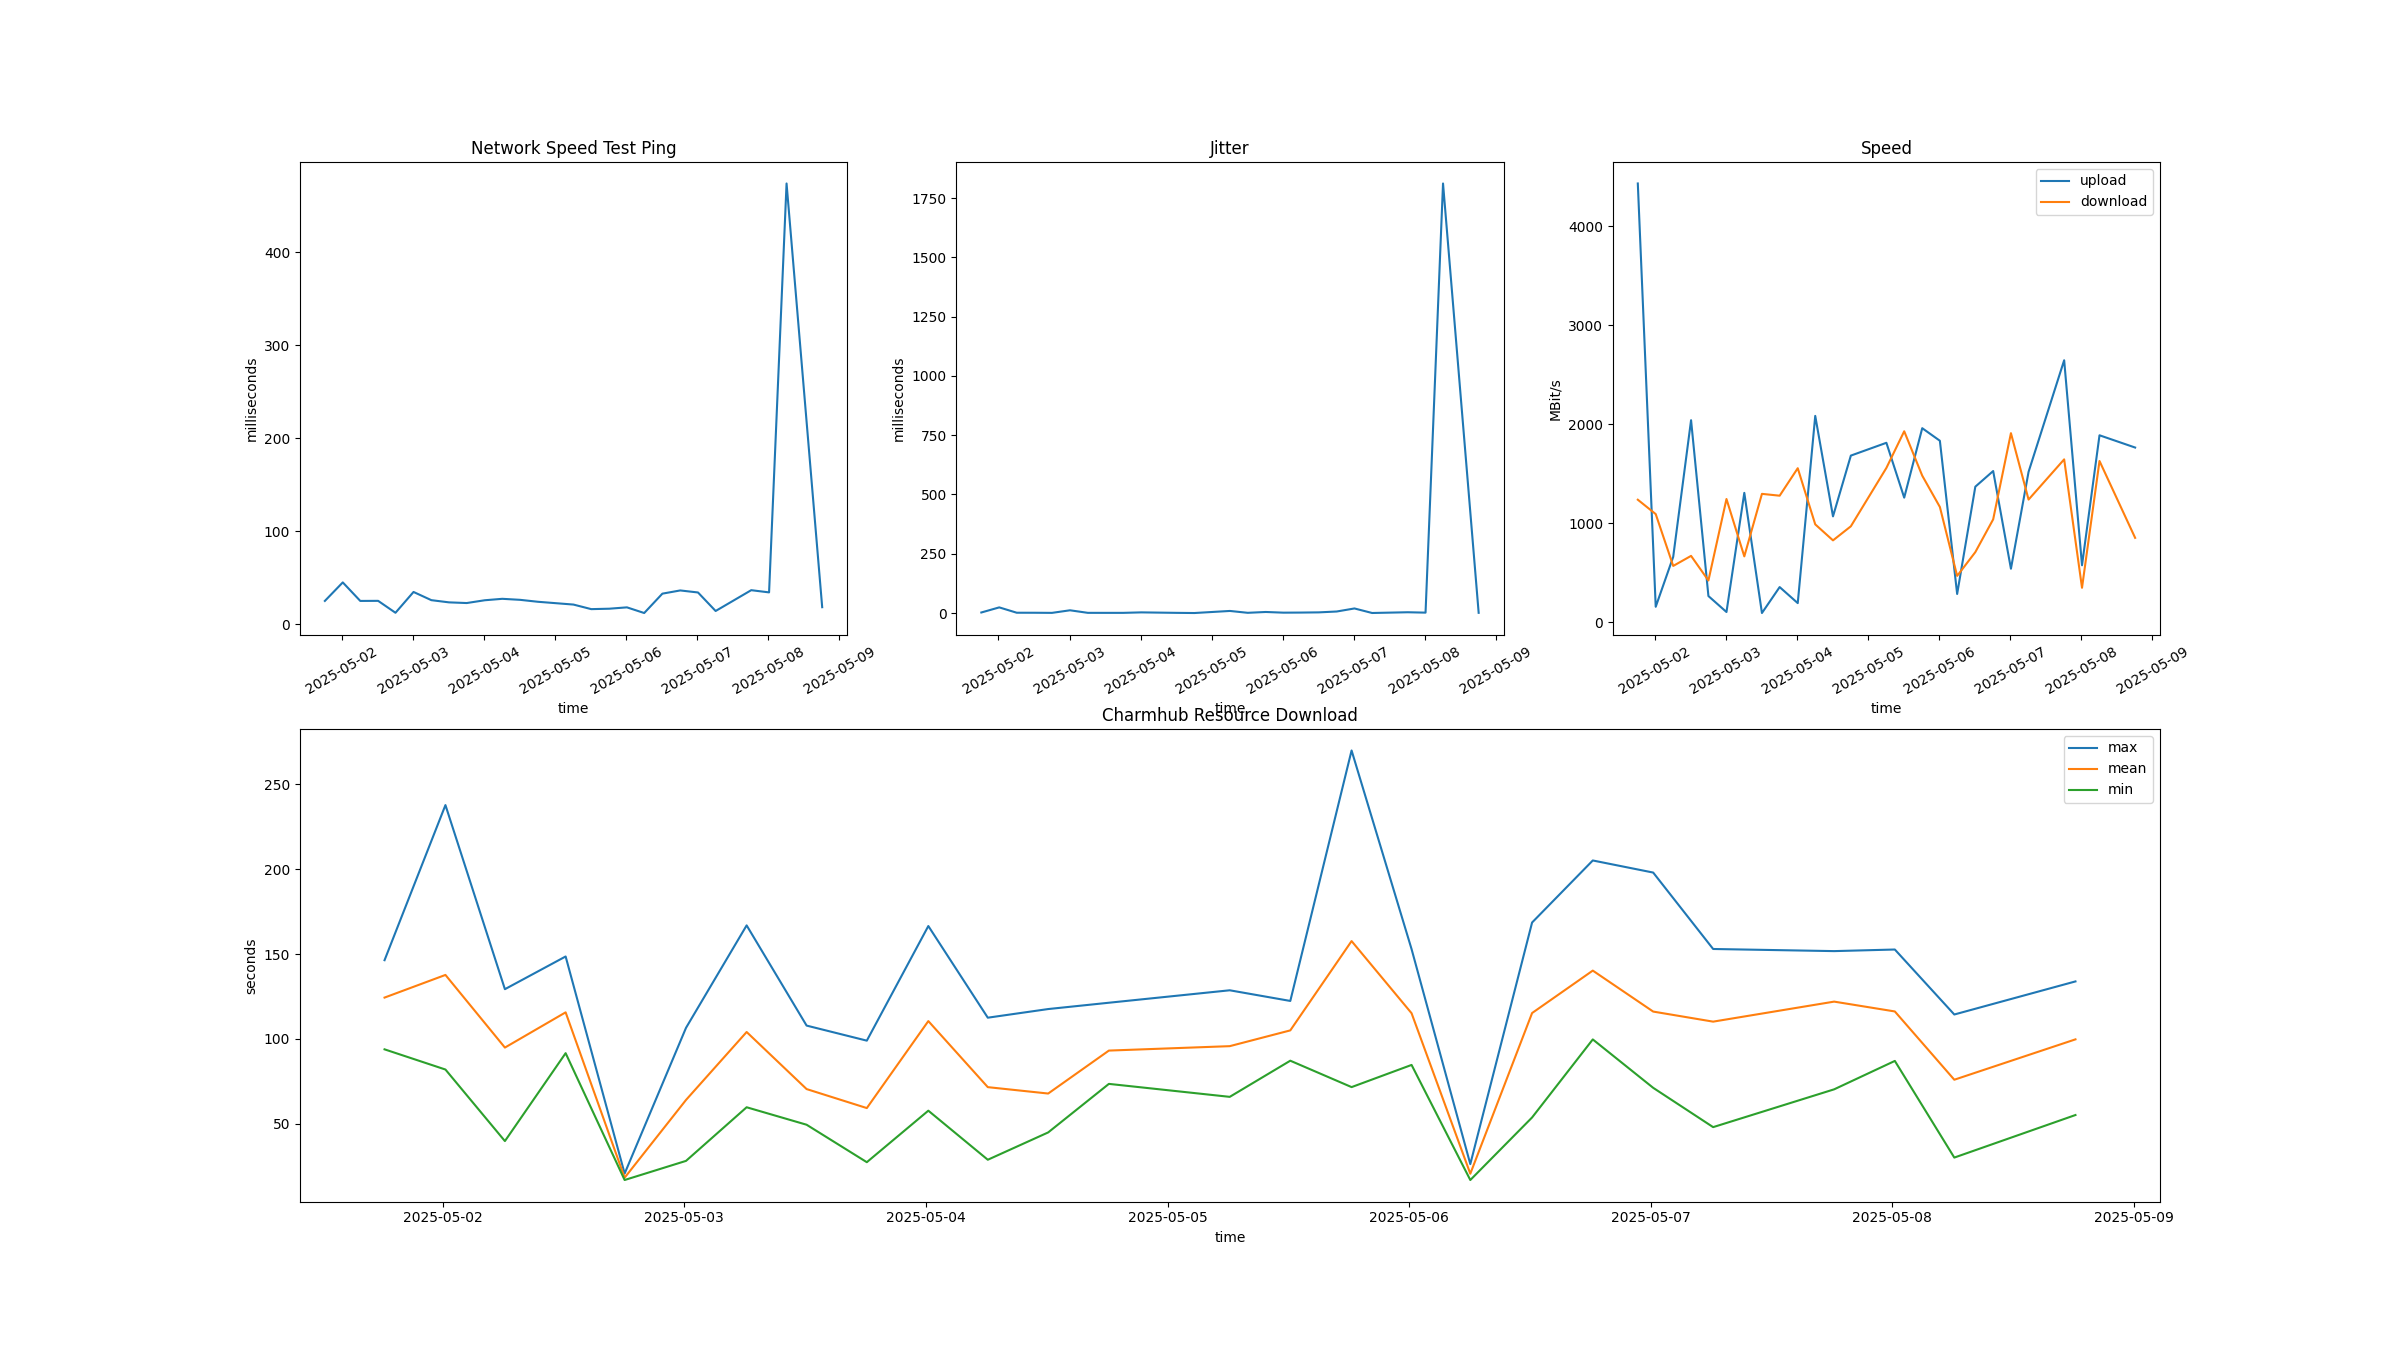 Network Speed Test Ping
milliseconds
400
300
200
100
0
2025-05-02 2025-05-03 2025-05-04 2025-05-05 2025-05-06 2025-05-07 2025-05-08 2025-05-09
time
Jitter
milliseconds
1750
1500
1250
1000
750
500
250
0
2025-05-02 2025-05-03 2025-05-04 2025-05-05 2025-05-06 2025-05-07 2025-05-08 2025-05-09
time
Speed
upload
download
MBit/s
4000
3000
2000
1000
0
2025-05-02 2025-05-03 2025-05-04 2025-05-05 2025-05-06 2025-05-07 2025-05-08 2025-05-09
time
Charmhub Resource Download
max
mean
min
seconds
250
200
150
100
50
2025-05-02 2025-05-03 2025-05-04 2025-05-05 2025-05-06 2025-05-07 2025-05-08 2025-05-09
time